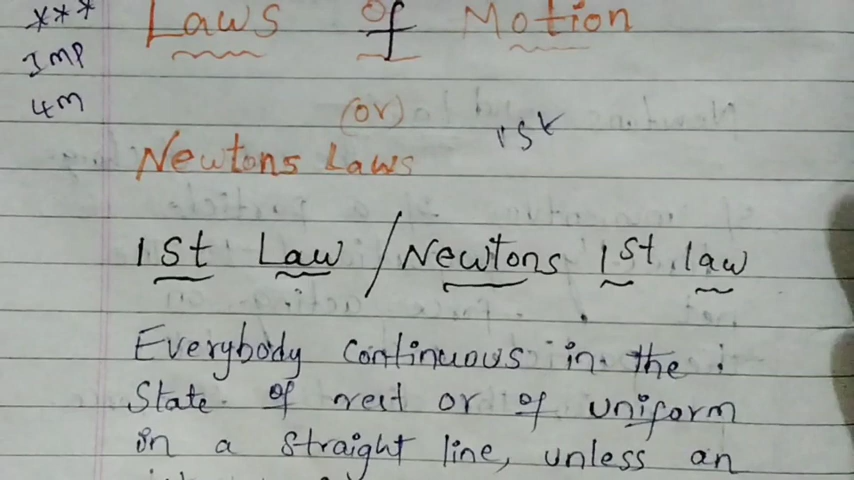 ***
Laws of Motion
IMP
4M
(or)
1st
Newtons Laws
1st Law / Newtons 1st law
Everybody continuous in the
State of rest or of uniform
in a straight line, unless an